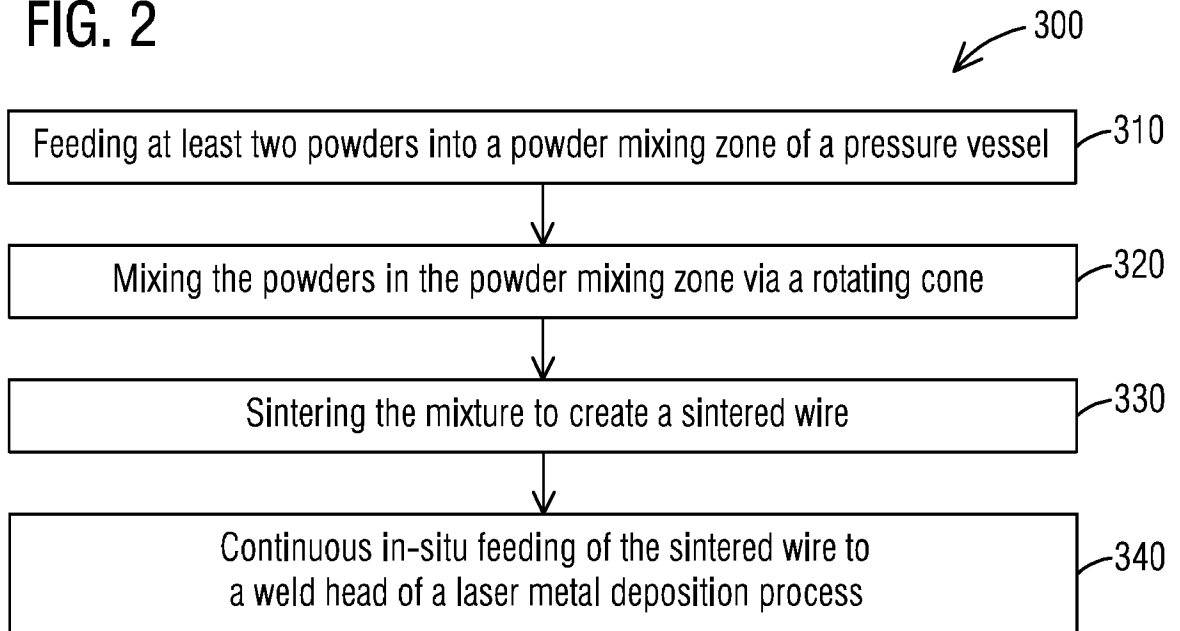 FIG. 2
300
Feeding at least two powders into a powder mixing zone of a pressure vessel
310
Mixing the powders in the powder mixing zone via a rotating cone
320
Sintering the mixture to create a sintered wire
330
Continuous in-situ feeding of the sintered wire to
a weld head of a laser metal deposition process
340